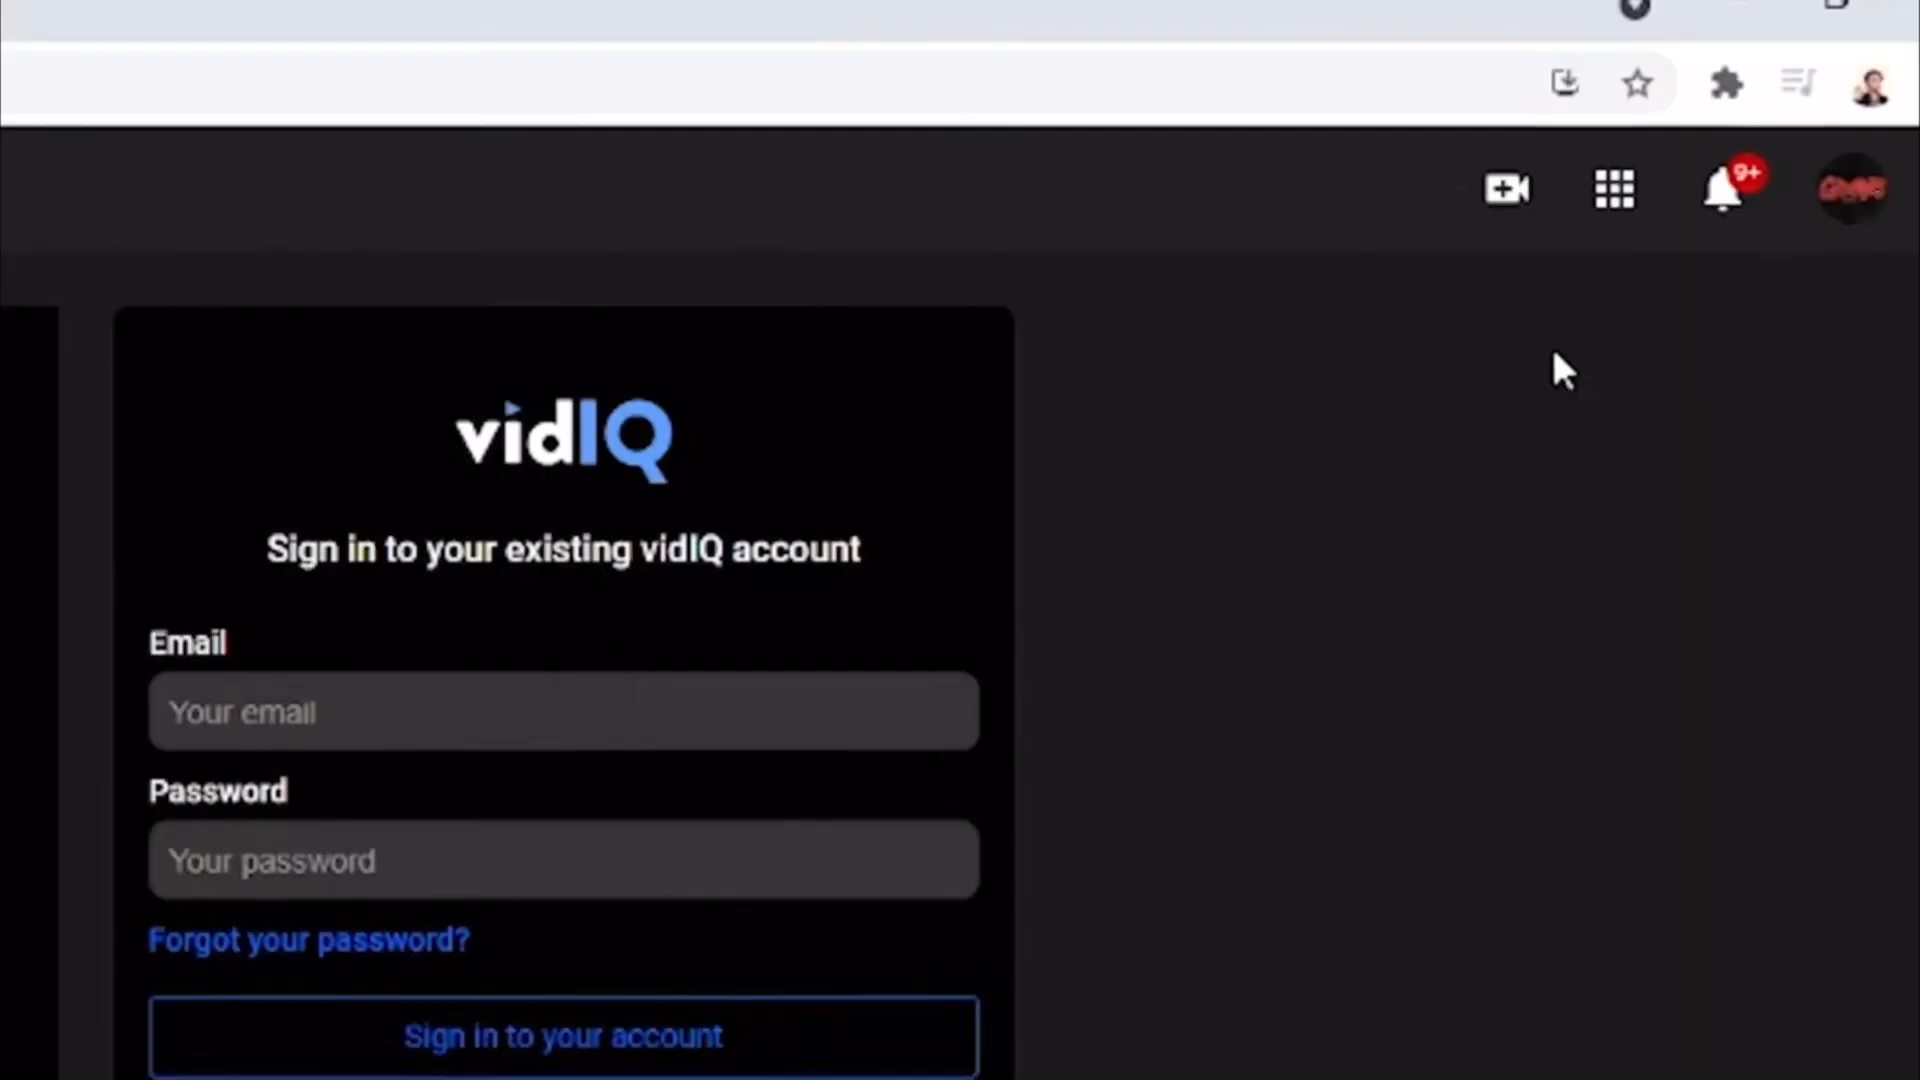 9+
vidIQ
Sign in to your existing vidIQ account
Email
Your email
Password
Your password
Forgot your password?
Sign in to your account